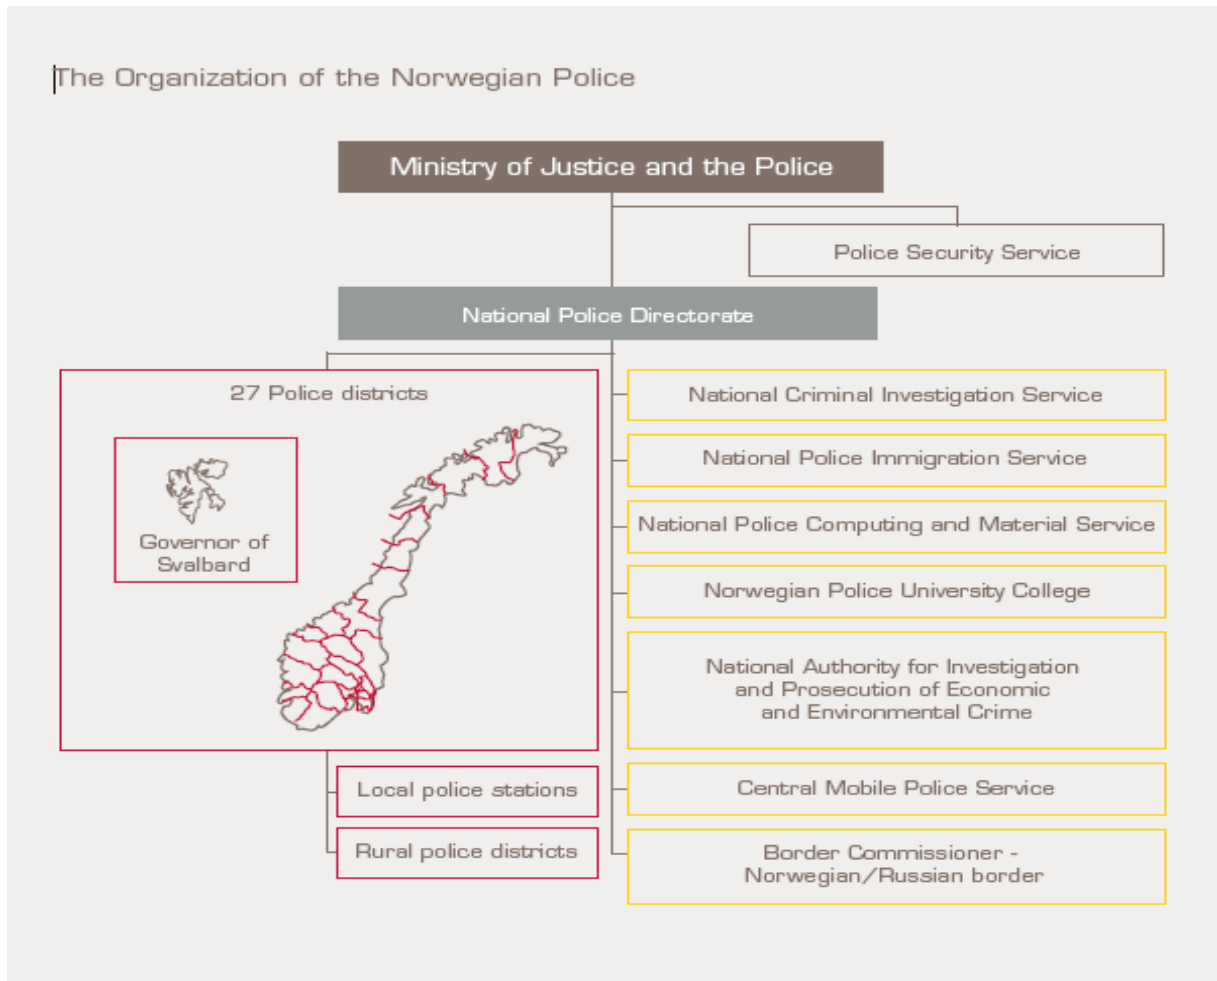 The Organization of the Norwegian Police
Ministry of Justice and the Police
Police Security Service
National Police Directorate
27 Police districts
Governor of
Svalbard
Local police stations
Rural police districts
National Criminal Investigation Service
National Police Immigration Service
National Police Computing and Material Service
Norwegian Police University College
National Authority for Investigation
and Prosecution of Economic
and Environmental Crime
Central Mobile Police Service
Border Commissioner -
Norwegian/Russian border